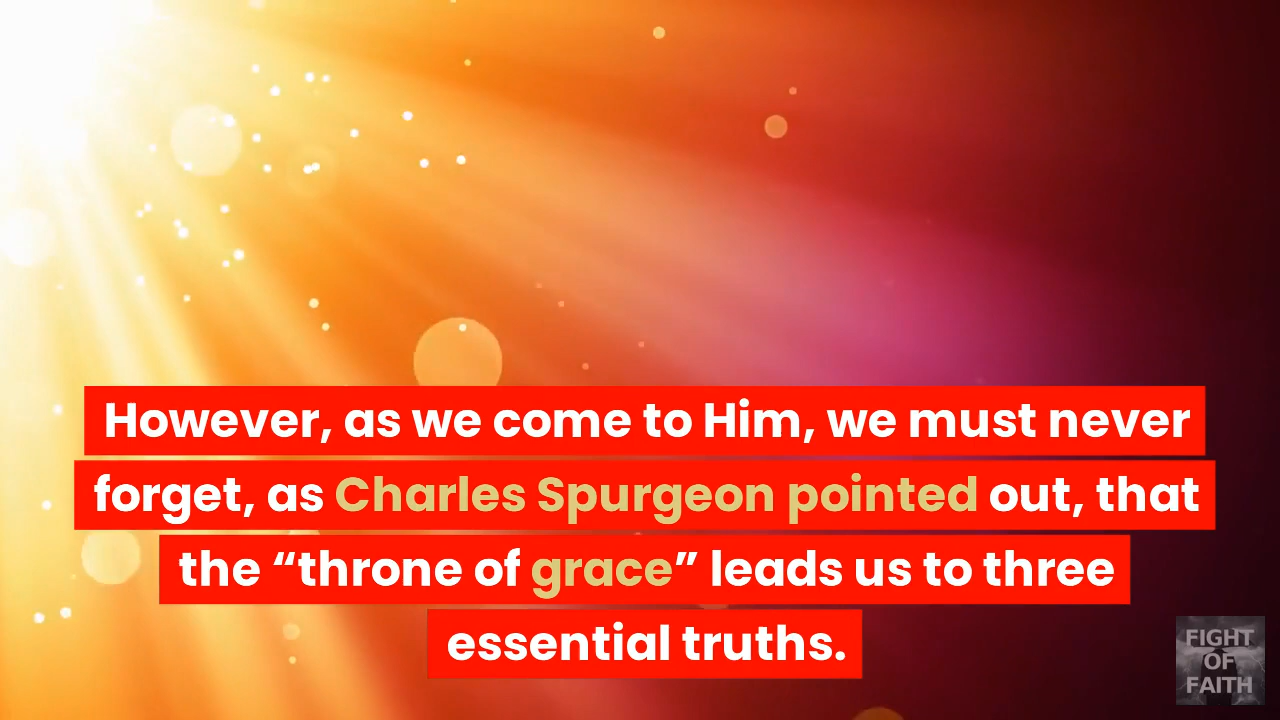 However, as we come to Him, we must never
forget, as Charles Spurgeon pointed out, that
the “throne of grace” leads us to three
essential truths.
FIGHT
OF
FAITH